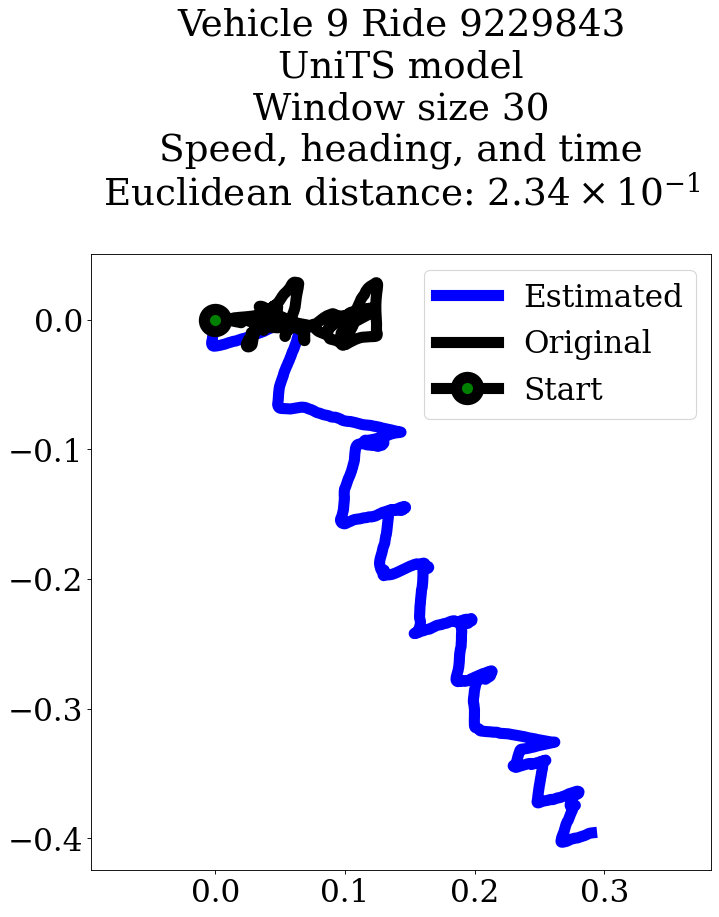 Vehicle 9 Ride 9229843
UniTS model
Window size 30
Speed, heading, and time
Euclidean distance: 2.34 × 10⁻¹
Estimated
Original
Start
0.0
−0.1
−0.2
−0.3
−0.4
0.0 0.1 0.2 0.3